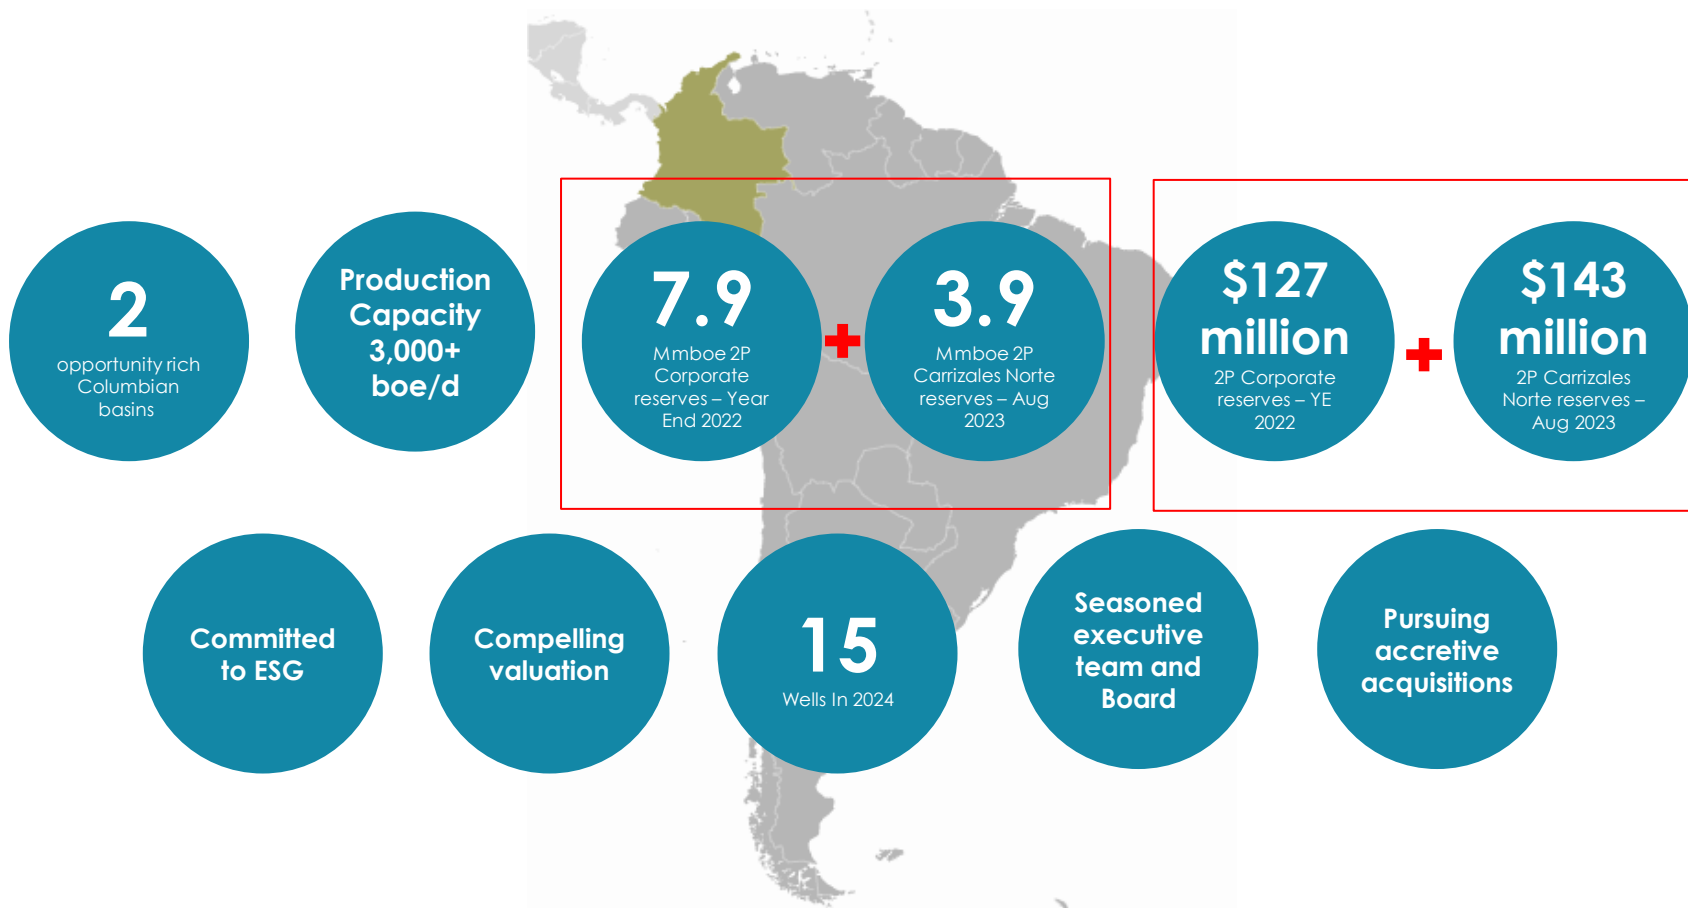 2
opportunity rich
Columbian
basins
Production
Capacity
3,000+
boe/d
7.9
Mmboe 2P
Corporate
reserves – Year
End 2022
3.9
Mmboe 2P
Carrizales Norte
reserves – Aug
2023
$127
million
2P Corporate
reserves – YE
2022
$143
million
2P Carrizales
Norte reserves –
Aug 2023
Committed
to ESG
Compelling
valuation
15
Wells In 2024
Seasoned
executive
team and
Board
Pursuing
accretive
acquisitions